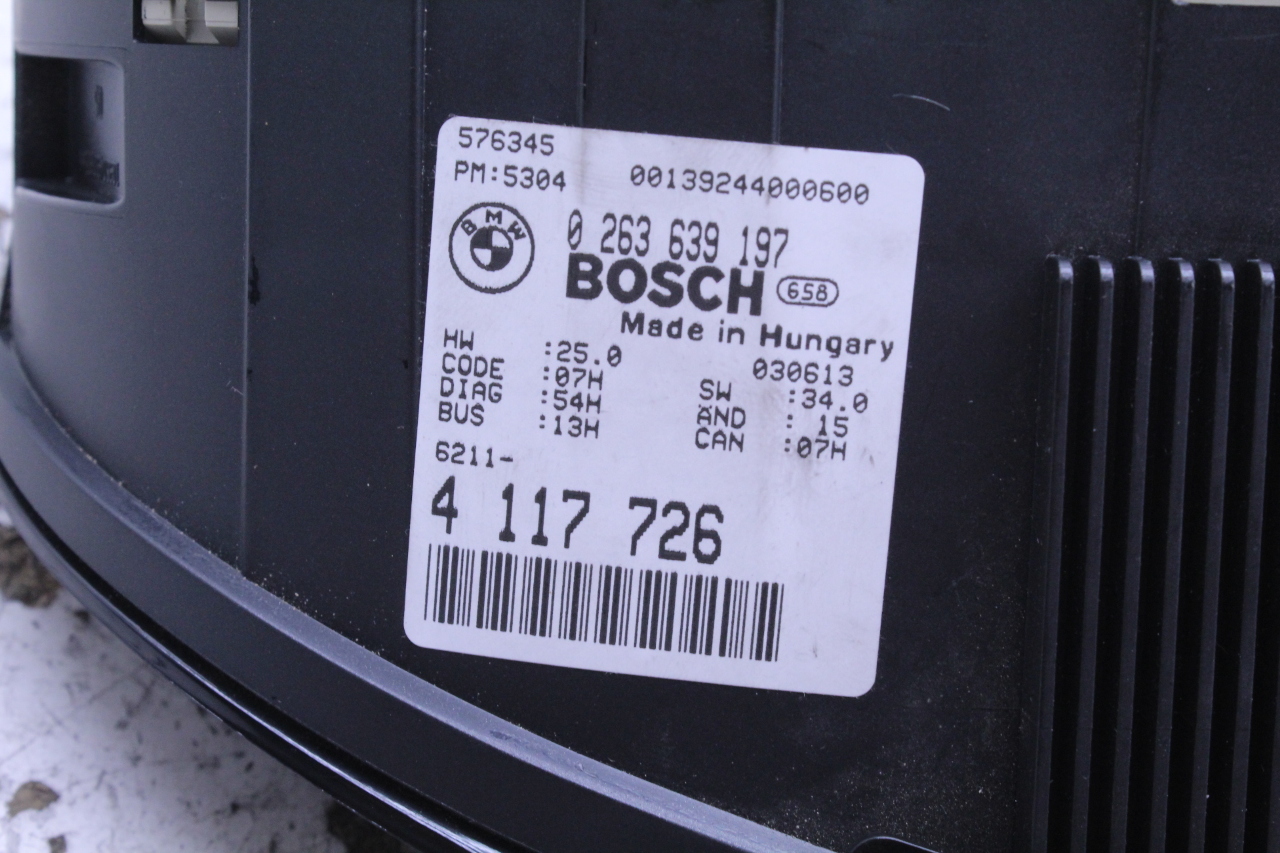 576345
PM:5304 00139244000600
BMW
0 263 639 197
BOSCH 658
Made in Hungary
030613
HW :25.0
CODE :07H SW :34.0
DIAG :54H ÄND : 15
BUS :13H CAN :07H
6211-
4 117 726